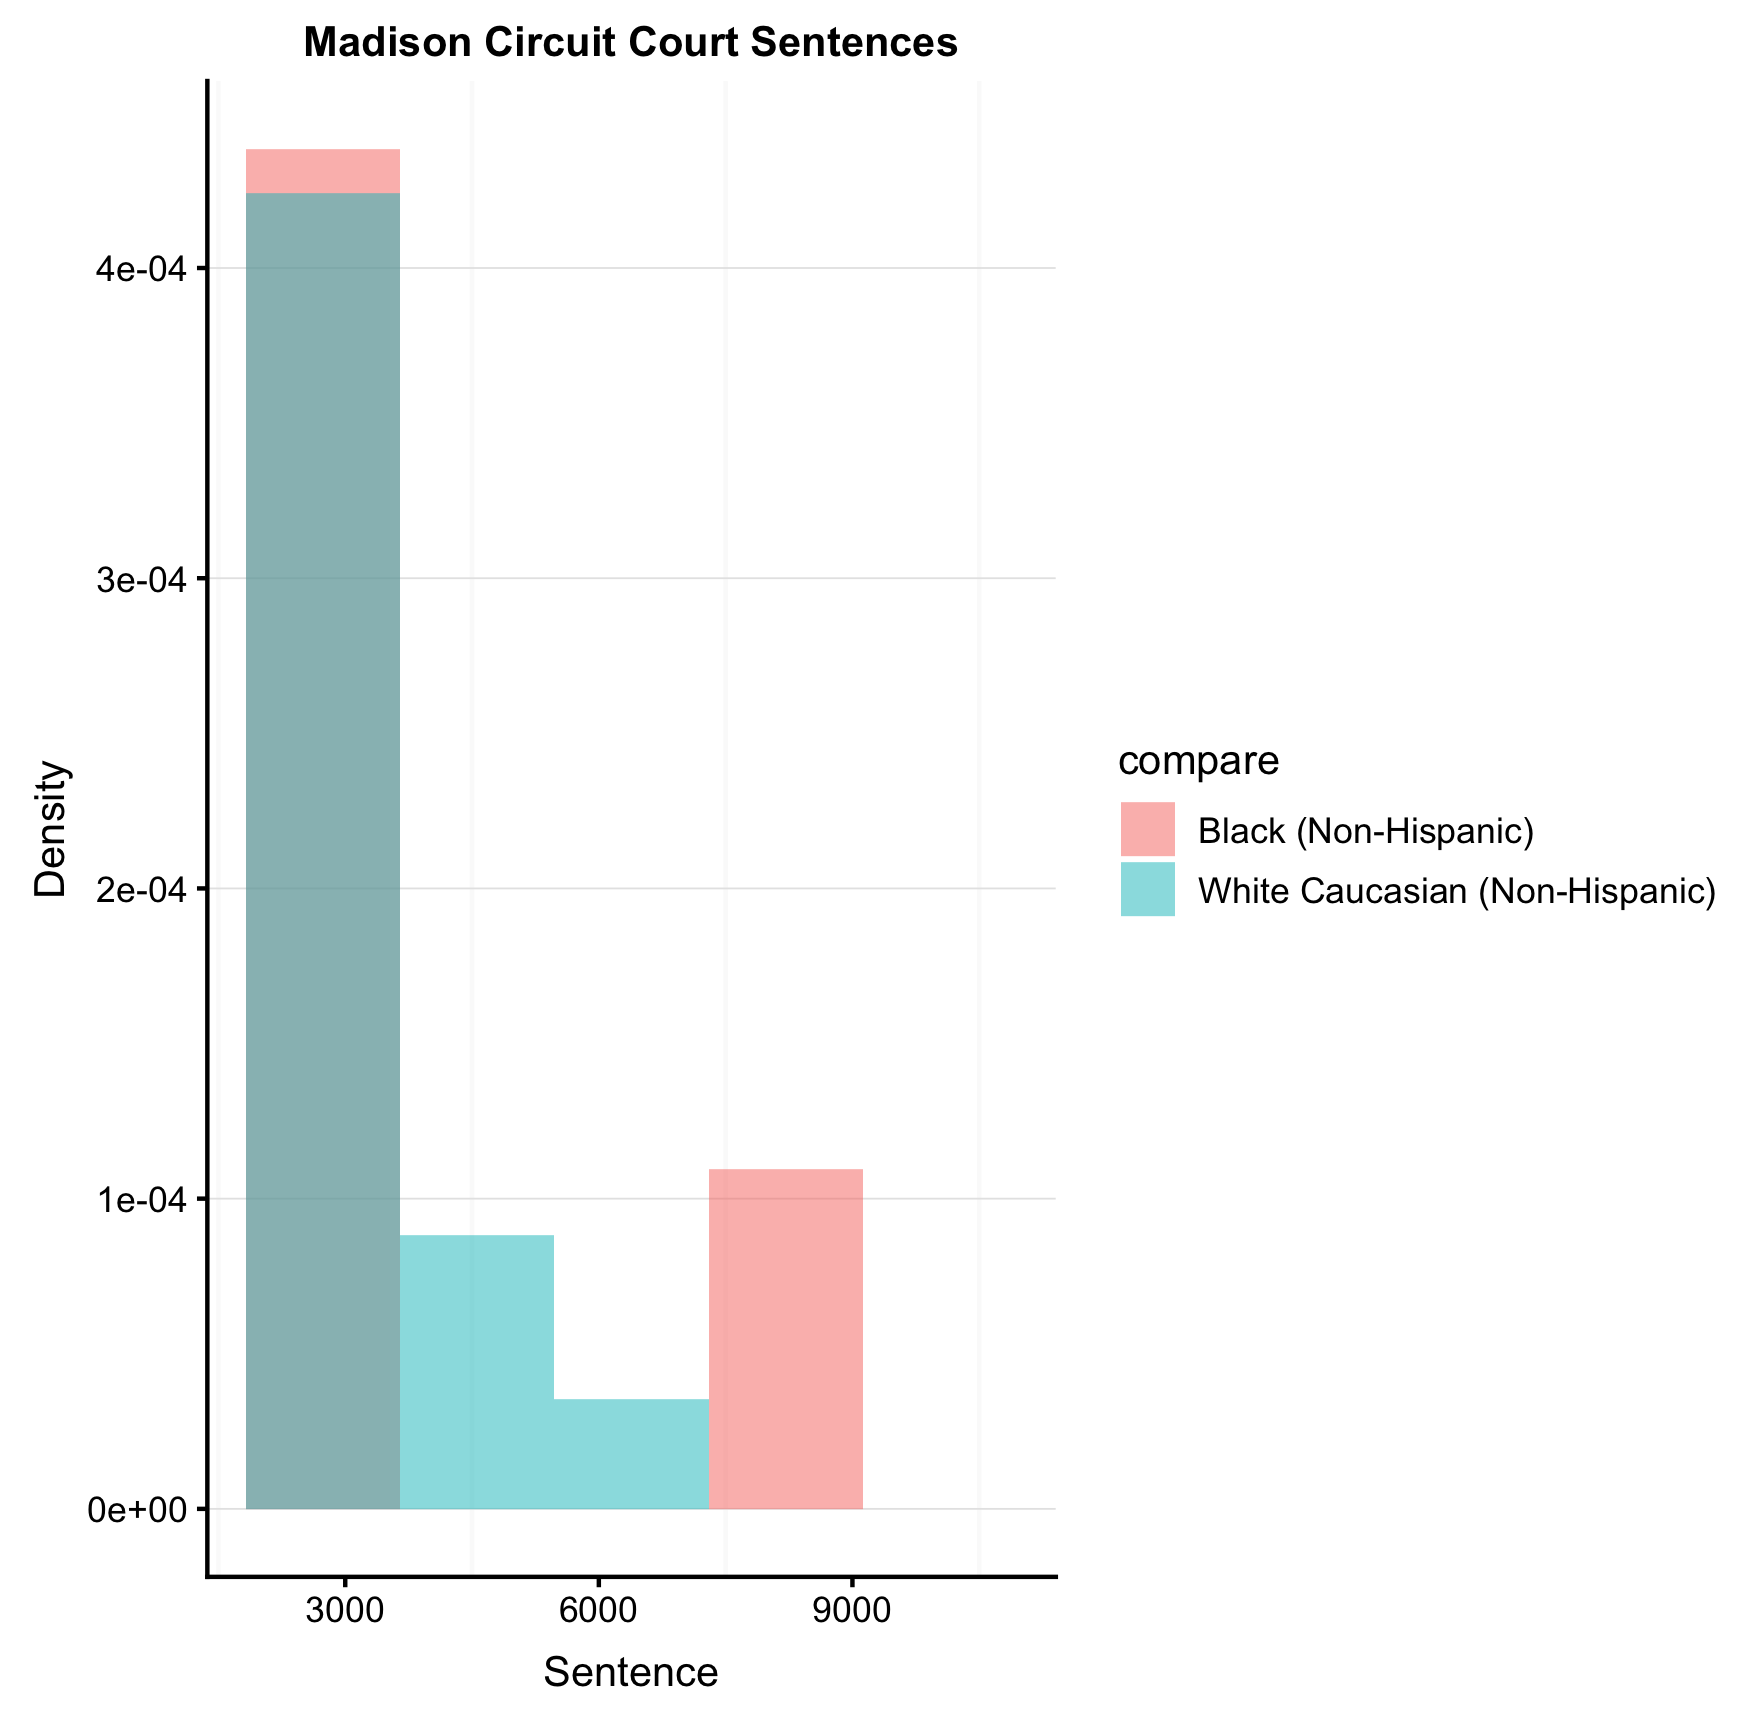 Madison Circuit Court Sentences
Density
4e-04
3e-04
2e-04
1e-04
0e+00
3000 6000 9000
Sentence
compare
Black (Non-Hispanic)
White Caucasian (Non-Hispanic)